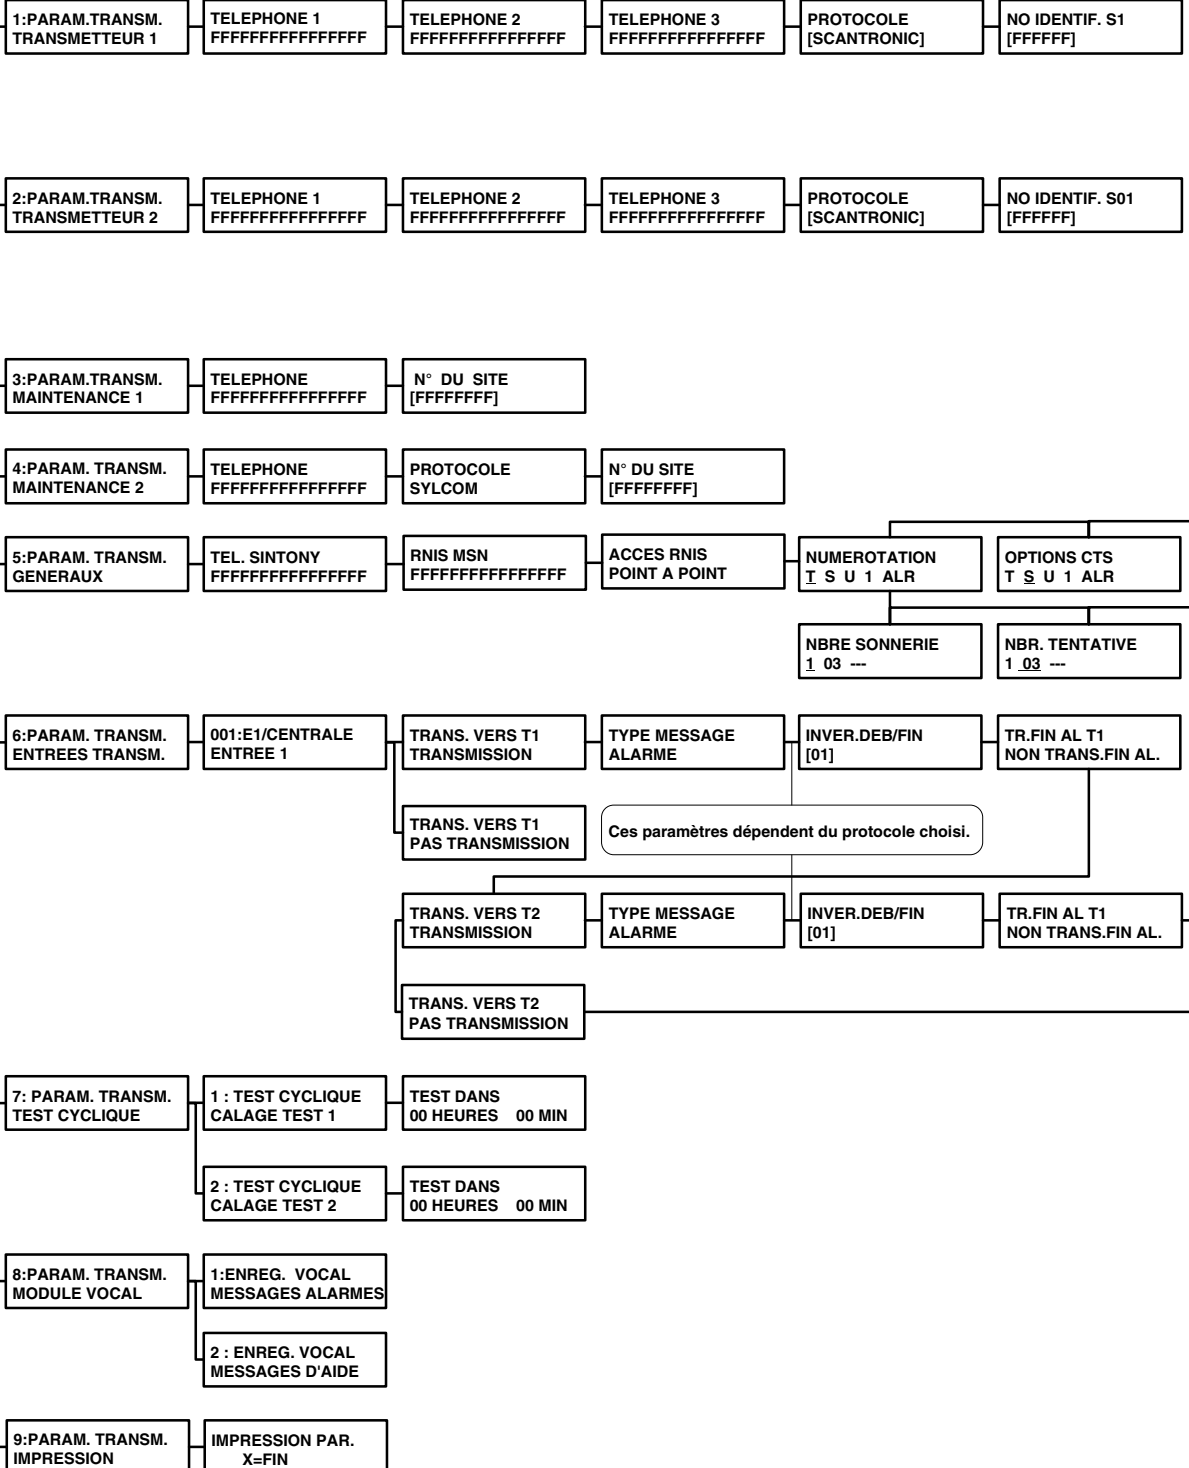 1:PARAM.TRANSM.
TRANSMETTEUR 1
TELEPHONE 1
FFFFFFFFFFFFFFFF
TELEPHONE 2
FFFFFFFFFFFFFFFF
TELEPHONE 3
FFFFFFFFFFFFFFFF
PROTOCOLE
[SCANTRONIC]
NO IDENTIF. S1
[FFFFFF]
2:PARAM.TRANSM.
TRANSMETTEUR 2
TELEPHONE 1
FFFFFFFFFFFFFFFF
TELEPHONE 2
FFFFFFFFFFFFFFFF
TELEPHONE 3
FFFFFFFFFFFFFFFF
PROTOCOLE
[SCANTRONIC]
NO IDENTIF. S01
[FFFFFF]
3:PARAM.TRANSM.
MAINTENANCE 1
TELEPHONE
FFFFFFFFFFFFFFFF
N° DU SITE
[FFFFFFFF]
4:PARAM. TRANSM.
MAINTENANCE 2
TELEPHONE
FFFFFFFFFFFFFFFF
PROTOCOLE
SYLCOM
N° DU SITE
[FFFFFFFF]
5:PARAM. TRANSM.
GENERAUX
TEL. SINTONY
FFFFFFFFFFFFFFFF
RNIS MSN
FFFFFFFFFFFFFFFF
ACCES RNIS
POINT A POINT
NUMEROTATION
T S U 1 ALR
OPTIONS CTS
T S U 1 ALR
NBRE SONNERIE
1 03 ---
NBR. TENTATIVE
1 03 ---
6:PARAM. TRANSM.
ENTREES TRANSM.
001:E1/CENTRALE
ENTREE 1
TRANS. VERS T1
TRANSMISSION
TYPE MESSAGE
ALARME
INVER.DEB/FIN
[01]
TR.FIN AL T1
NON TRANS.FIN AL.
TRANS. VERS T1
PAS TRANSMISSION
Ces paramètres dépendent du protocole choisi.
TRANS. VERS T2
TRANSMISSION
TYPE MESSAGE
ALARME
INVER.DEB/FIN
[01]
TR.FIN AL T1
NON TRANS.FIN AL.
TRANS. VERS T2
PAS TRANSMISSION
7: PARAM. TRANSM.
TEST CYCLIQUE
1 : TEST CYCLIQUE
CALAGE TEST 1
TEST DANS
00 HEURES 00 MIN
2 : TEST CYCLIQUE
CALAGE TEST 2
TEST DANS
00 HEURES 00 MIN
8:PARAM. TRANSM.
MODULE VOCAL
1:ENREG. VOCAL
MESSAGES ALARMES
2 : ENREG. VOCAL
MESSAGES D'AIDE
9:PARAM. TRANSM.
IMPRESSION
IMPRESSION PAR.
X=FIN